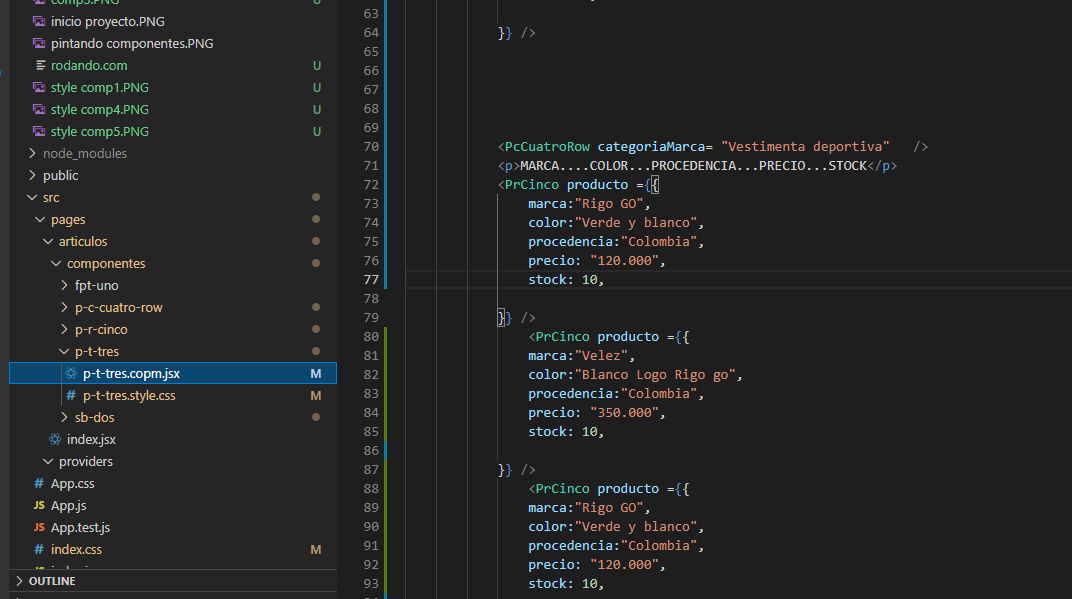 comp3.PNG U
inicio proyecto.PNG
pintando componentes.PNG
rodando.com U
style comp1.PNG U
style comp4.PNG U
style comp5.PNG U
node_modules
public
src
pages
articulos
componentes
fpt-uno
p-c-cuatro-row
p-r-cinco
p-t-tres
p-t-tres.copm.jsx M
# p-t-tres.style.css M
sb-dos
index.jsx
providers
# App.css
JS App.js
JS App.test.js
# index.css M
OUTLINE
63
64 }} />
65
66
67
68
69
70 <PcCuatroRow categoriaMarca= "Vestimenta deportiva" />
71 <p>MARCA....COLOR...PROCEDENCIA...PRECIO...STOCK</p>
72 <PrCinco producto ={{
73 marca:"Rigo GO",
74 color:"Verde y blanco",
75 procedencia:"Colombia",
76 precio: "120.000",
77 stock: 10,
78
79 }} />
80 <PrCinco producto ={{
81 marca:"Velez",
82 color:"Blanco Logo Rigo go",
83 procedencia:"Colombia",
84 precio: "350.000",
85 stock: 10,
86
87 }} />
88 <PrCinco producto ={{
89 marca:"Rigo GO",
90 color:"Verde y blanco",
91 procedencia:"Colombia",
92 precio: "120.000",
93 stock: 10,